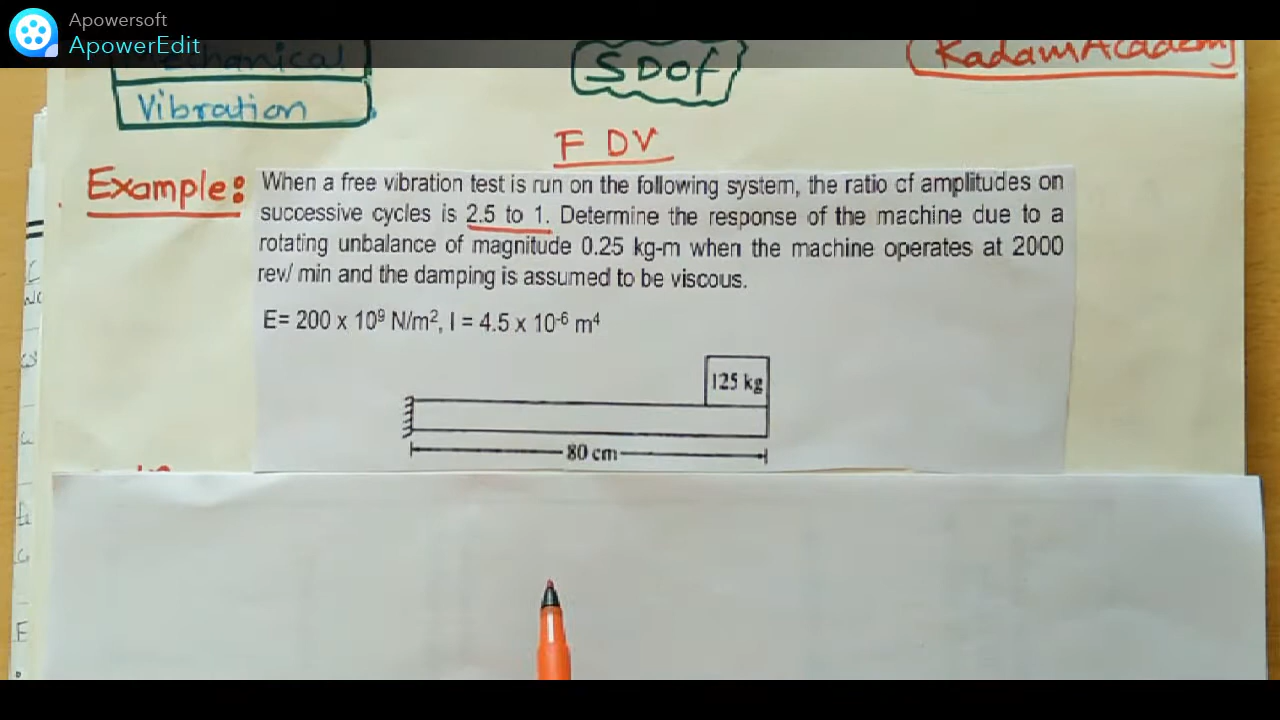 Apowersoft
ApowerEdit
Mechanical
Vibration
SDof
KadamAcademy
FDV
Example: When a free vibration test is run on the following system, the ratio of amplitudes on
successive cycles is 2.5 to 1. Determine the response of the machine due to a
rotating unbalance of magnitude 0.25 kg-m when the machine operates at 2000
rev/ min and the damping is assumed to be viscous.
E= 200 x 10⁹ N/m², I = 4.5 x 10⁻⁶ m⁴
125 kg
80 cm
E